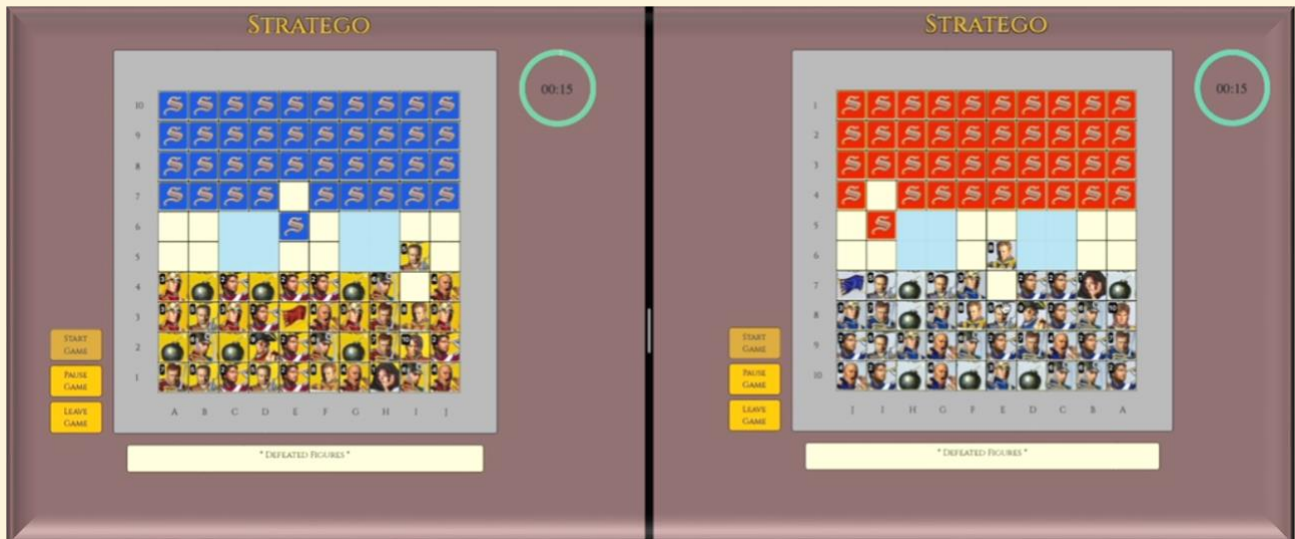 STRATEGO
00:15
10
9
8
7
6
5
4
3
2
1
A B C D E F G H I J
START GAME
PAUSE GAME
LEAVE GAME
* DEFEATED FIGURES *
STRATEGO
00:15
1
2
3
4
5
6
7
8
9
10
J I H G F E D C B A
START GAME
PAUSE GAME
LEAVE GAME
* DEFEATED FIGURES *